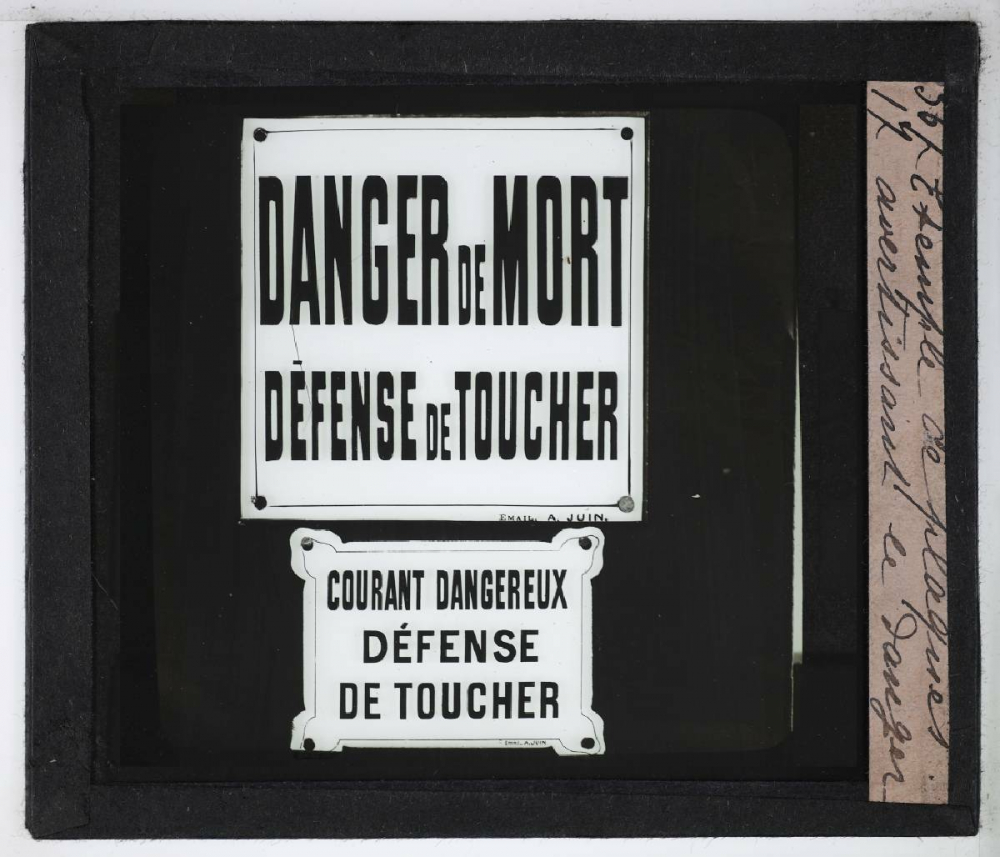 DANGER DE MORT
DÉFENSE DE TOUCHER
EMAIL. A. JUIN.
COURANT DANGEREUX
DÉFENSE
DE TOUCHER
EMAIL. A. JUIN
Exemple de plaques
17 avertissant le Danger